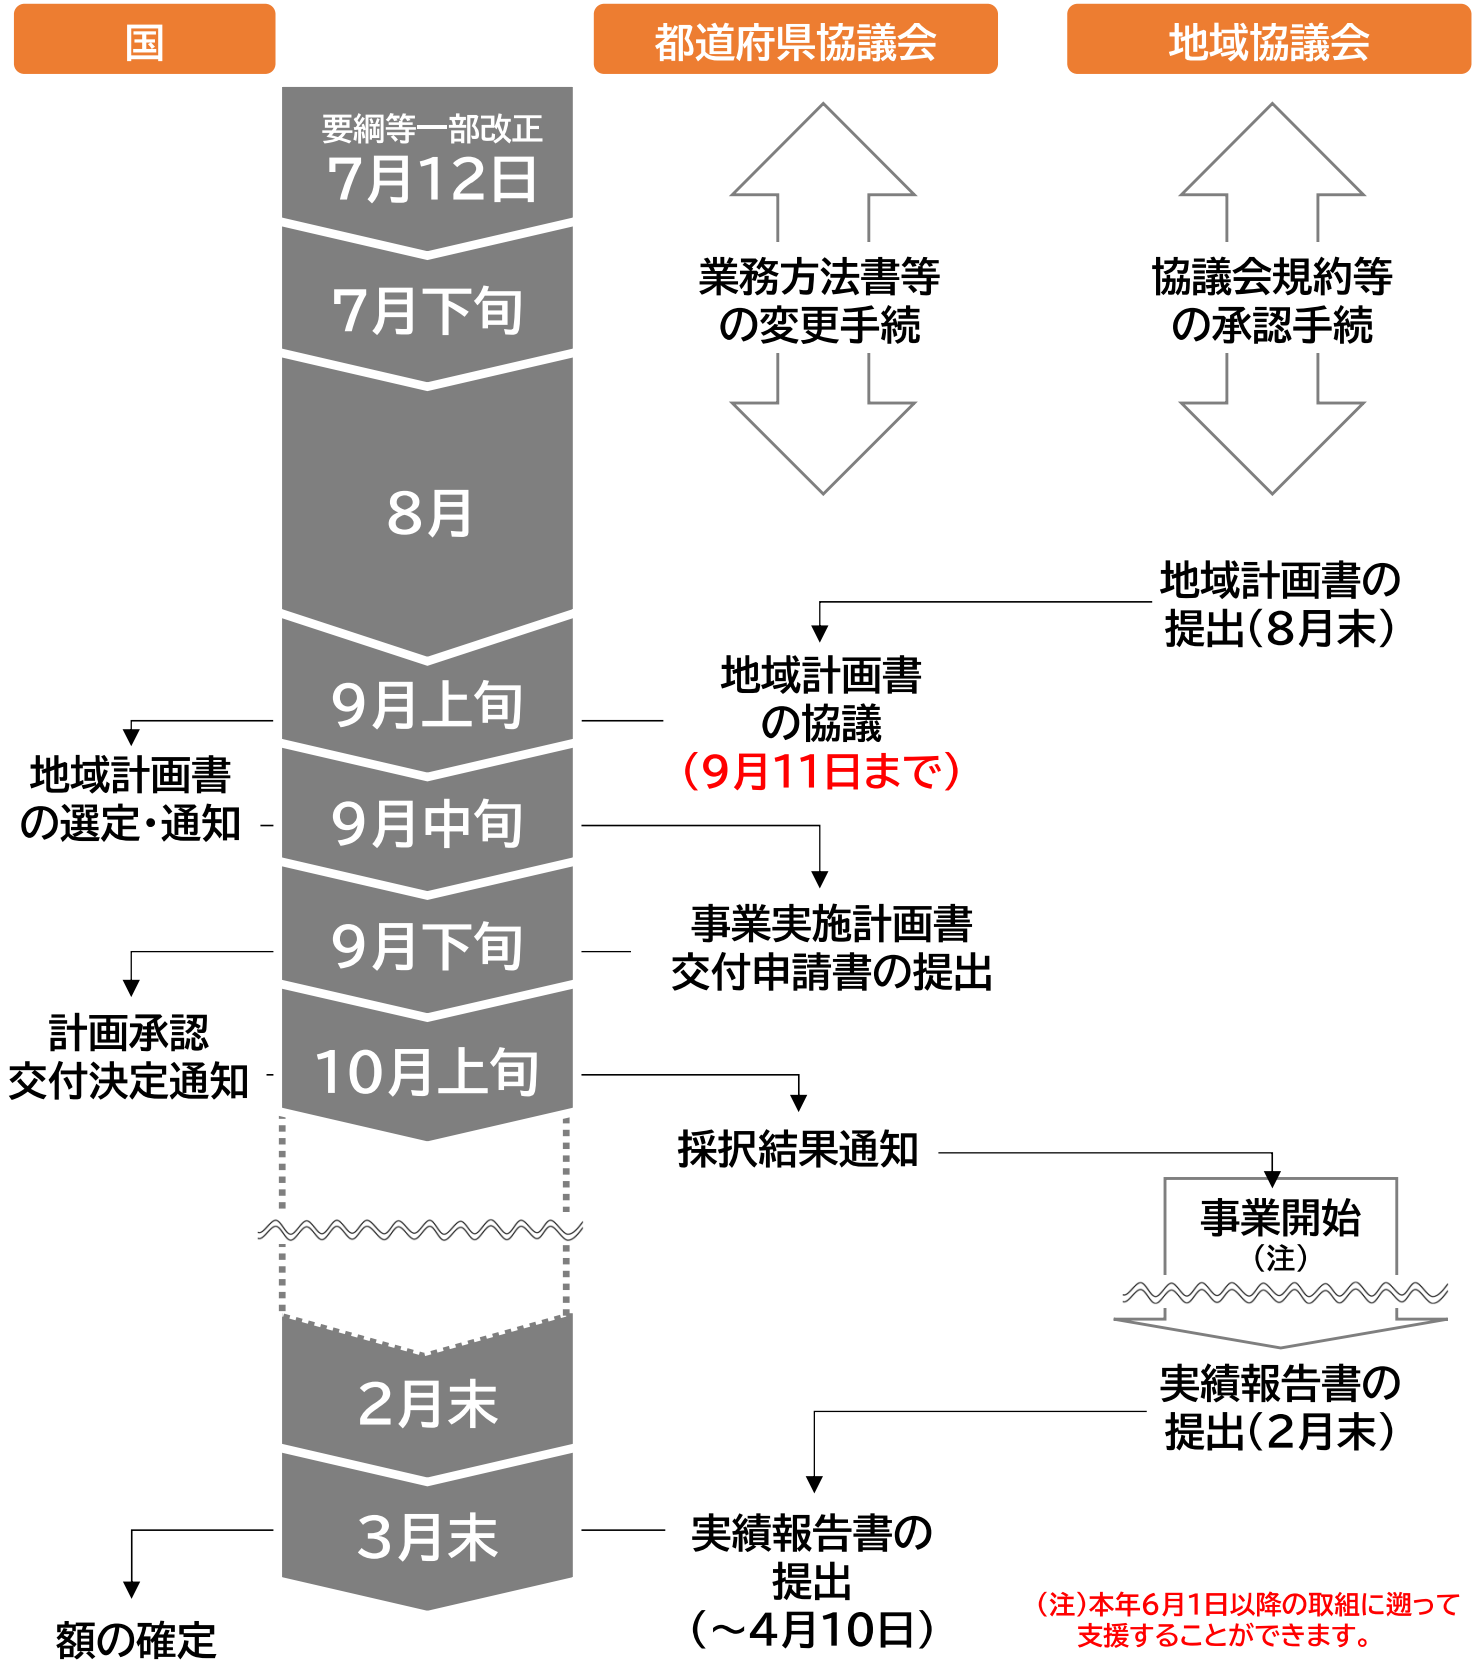 国
都道府県協議会
地域協議会
要綱等一部改正
7月12日
7月下旬
8月
9月上旬
9月中旬
9月下旬
10月上旬
2月末
3月末
業務方法書等
の変更手続
協議会規約等
の承認手続
地域計画書の
提出(8月末)
地域計画書
の協議
(9月11日まで)
地域計画書
の選定・通知
事業実施計画書
交付申請書の提出
計画承認
交付決定通知
採択結果通知
事業開始
(注)
実績報告書の
提出(2月末)
実績報告書の
提出
(~4月10日)
額の確定
(注)本年6月1日以降の取組に遡って
支援することができます。